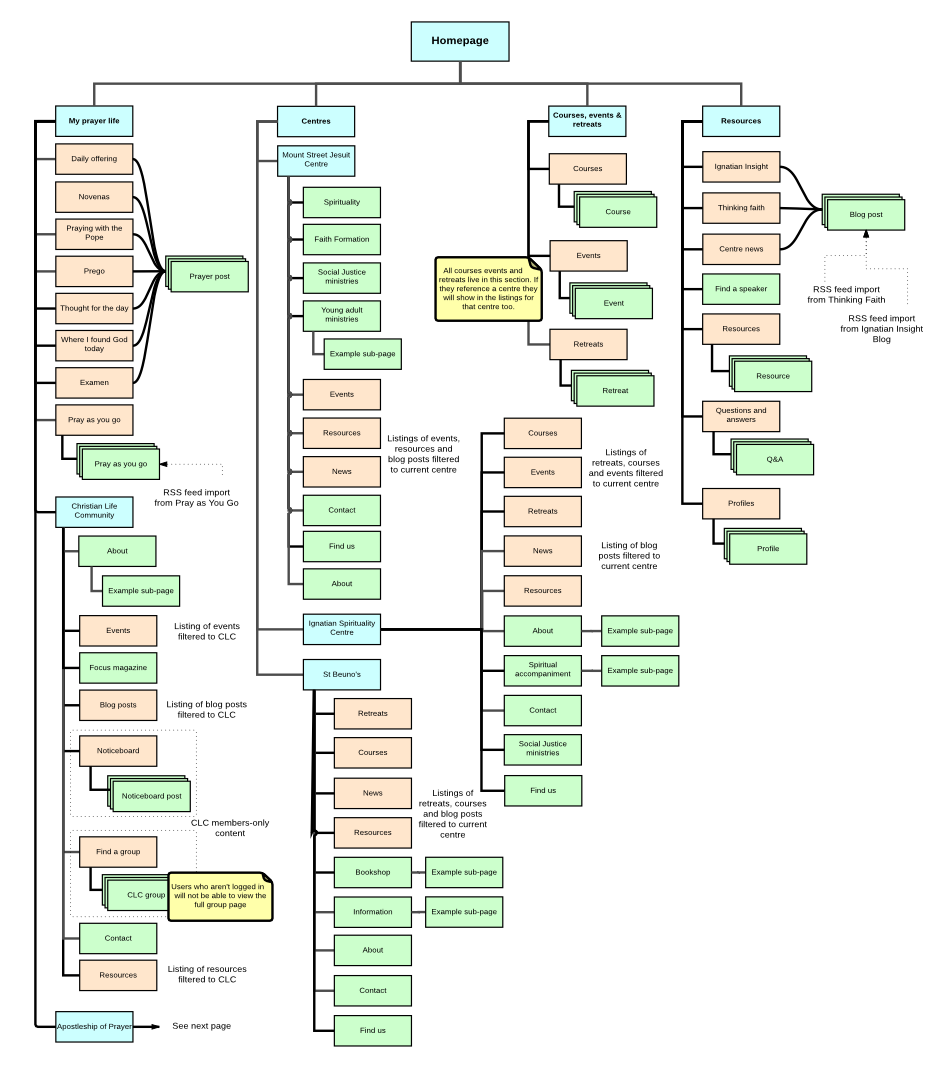 Homepage
My prayer life
Daily offering
Novenas
Praying with the
Pope
Prego
Thought for the day
Where I found God
today
Examen
Pray as you go
Prayer post
Pray as you go
RSS feed import
from Pray as You Go
Christian Life
Community
About
Example sub-page
Events
Listing of events
filtered to CLC
Focus magazine
Blog posts
Listing of blog posts
filtered to CLC
Noticeboard
Noticeboard post
CLC members-only
content
Find a group
CLC group
Users who aren't logged in
will not be able to view the
full group page
Contact
Resources
Listing of resources
filtered to CLC
Apostleship of Prayer
See next page
Centres
Mount Street Jesuit
Centre
Spirituality
Faith Formation
Social Justice
ministries
Young adult
ministries
Example sub-page
Events
Resources
News
Listings of events,
resources and
blog posts filtered
to current centre
Contact
Find us
About
Ignatian Spirituality
Centre
Courses
Events
Retreats
Listings of
retreats, courses
and events filtered
to current centre
News
Listing of blog
posts filtered to
current centre
Resources
About
Example sub-page
Spiritual
accompaniment
Example sub-page
Contact
Social Justice
ministries
Find us
St Beuno's
Retreats
Courses
News
Resources
Listings of
retreats, courses
and blog posts
filtered to current
centre
Bookshop
Example sub-page
Information
Example sub-page
About
Contact
Find us
Courses, events &
retreats
Courses
Course
Events
Event
All courses events and
retreats live in this section. If
they reference a centre they
will show in the listings for
that centre too.
Retreats
Retreat
Resources
Ignatian Insight
Thinking faith
Centre news
Blog post
RSS feed import
from Thinking Faith
RSS feed import
from Ignatian Insight
Blog
Find a speaker
Resources
Resource
Questions and
answers
Q&A
Profiles
Profile